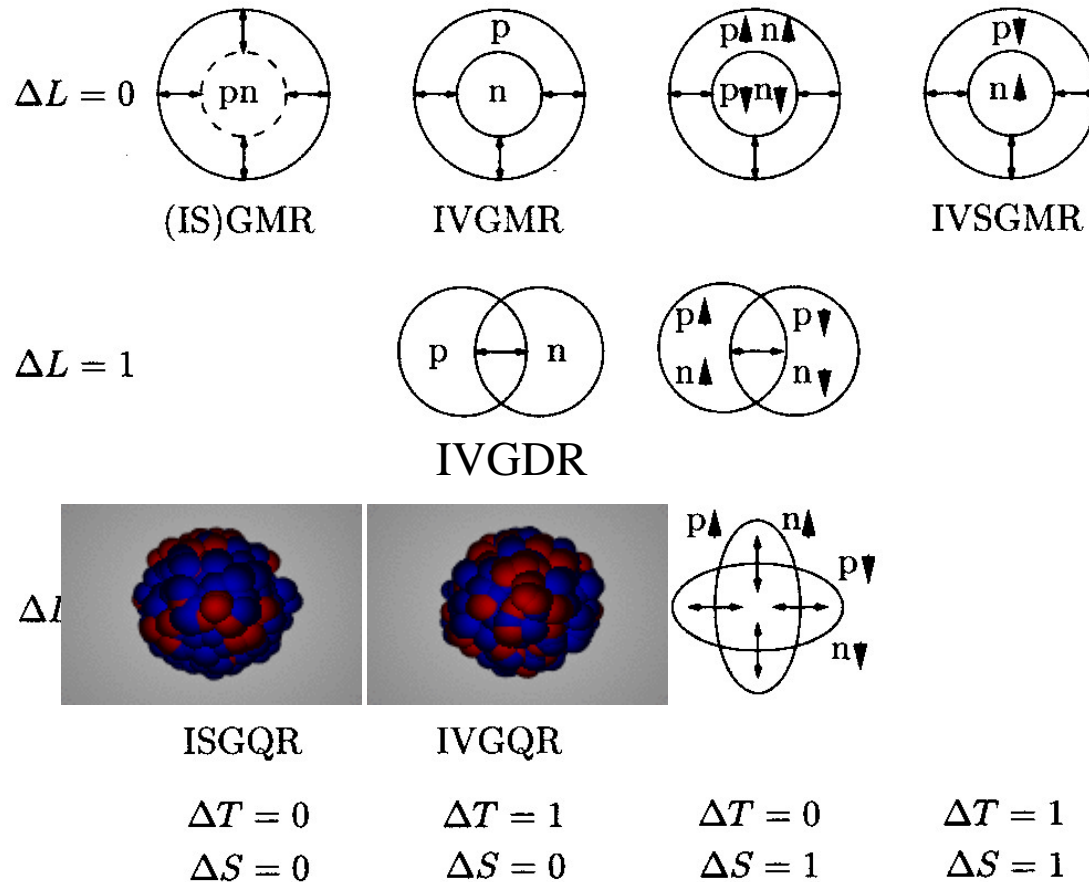 p p▲ n▲ p▼
ΔL = 0 pn n p▼ n▼ n▲
(IS)GMR IVGMR IVSGMR
p▲ p▼
ΔL = 1 p n
n▲ n▼
IVGDR
p▲ n▲
p▼
Δ
n▼
ISGQR IVGQR
ΔT = 0 ΔT = 1 ΔT = 0 ΔT = 1
ΔS = 0 ΔS = 0 ΔS = 1 ΔS = 1